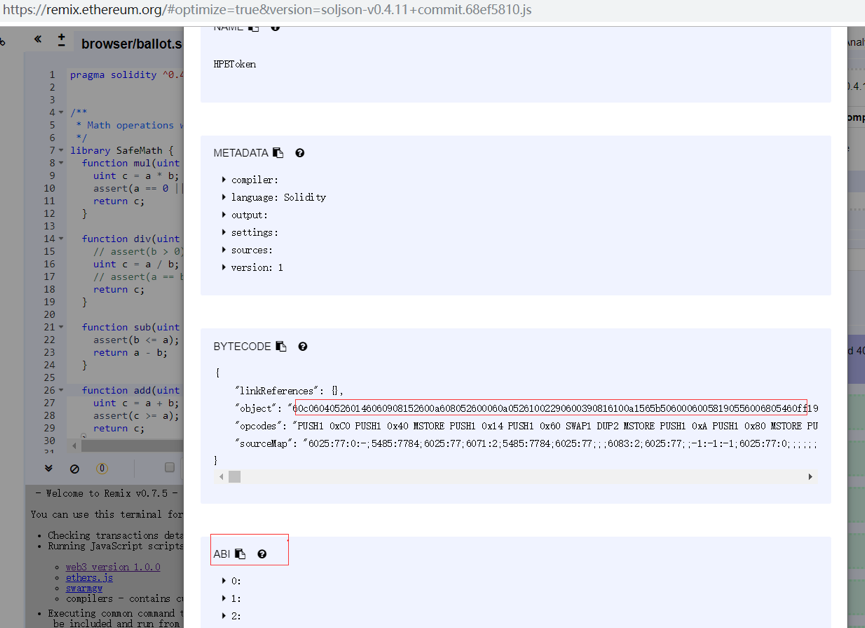 https://remix.ethereum.org/#optimize=true&version=soljson-v0.4.11+commit.68ef5810.js
browser/ballot.s
NAME
HPBToken
METADATA
compiler:
language: Solidity
output:
settings:
sources:
version: 1
BYTECODE
{
"linkReferences": {},
"object": "60c0604052601460609081526 00a608052600060a0526100229060039081 6100a1565b50600060058190556006805460ff19
"opcodes": "PUSH1 0xC0 PUSH1 0x40 MSTORE PUSH1 0x14 PUSH1 0x60 SWAP1 DUP2 MSTORE PUSH1 0xA PUSH1 0x80 MSTORE PU
"sourceMap": "6025:77:0:-;5485:7784;6025:77;6071:2;5485:7784;6025:77;;;6083:2;6025:77;;-1:-1:-1;6025:77:0;;;;;;
}
ABI
0:
1:
2:
1 pragma solidity ^0.4
2
3
4 /**
5 * Math operations w
6 */
7 library SafeMath {
8 function mul(uint
9 uint c = a * b;
10 assert(a == 0 ||
11 return c;
12 }
13
14 function div(uint
15 // assert(b > 0)
16 uint c = a / b;
17 // assert(a == b
18 return c;
19 }
20
21 function sub(uint
22 assert(b <= a);
23 return a - b;
24 }
25
26 function add(uint
27 uint c = a + b;
28 assert(c >= a);
29 return c;
30
31
0
- Welcome to Remix v0.7.5 -
You can use this terminal for
Checking transactions deta
Running JavaScript scripts
web3 version 1.0.0
ethers.js
swarmgw
compilers - contains cu
Executing common command t
be included and run from
Anal
0.4.1
omp
d 40